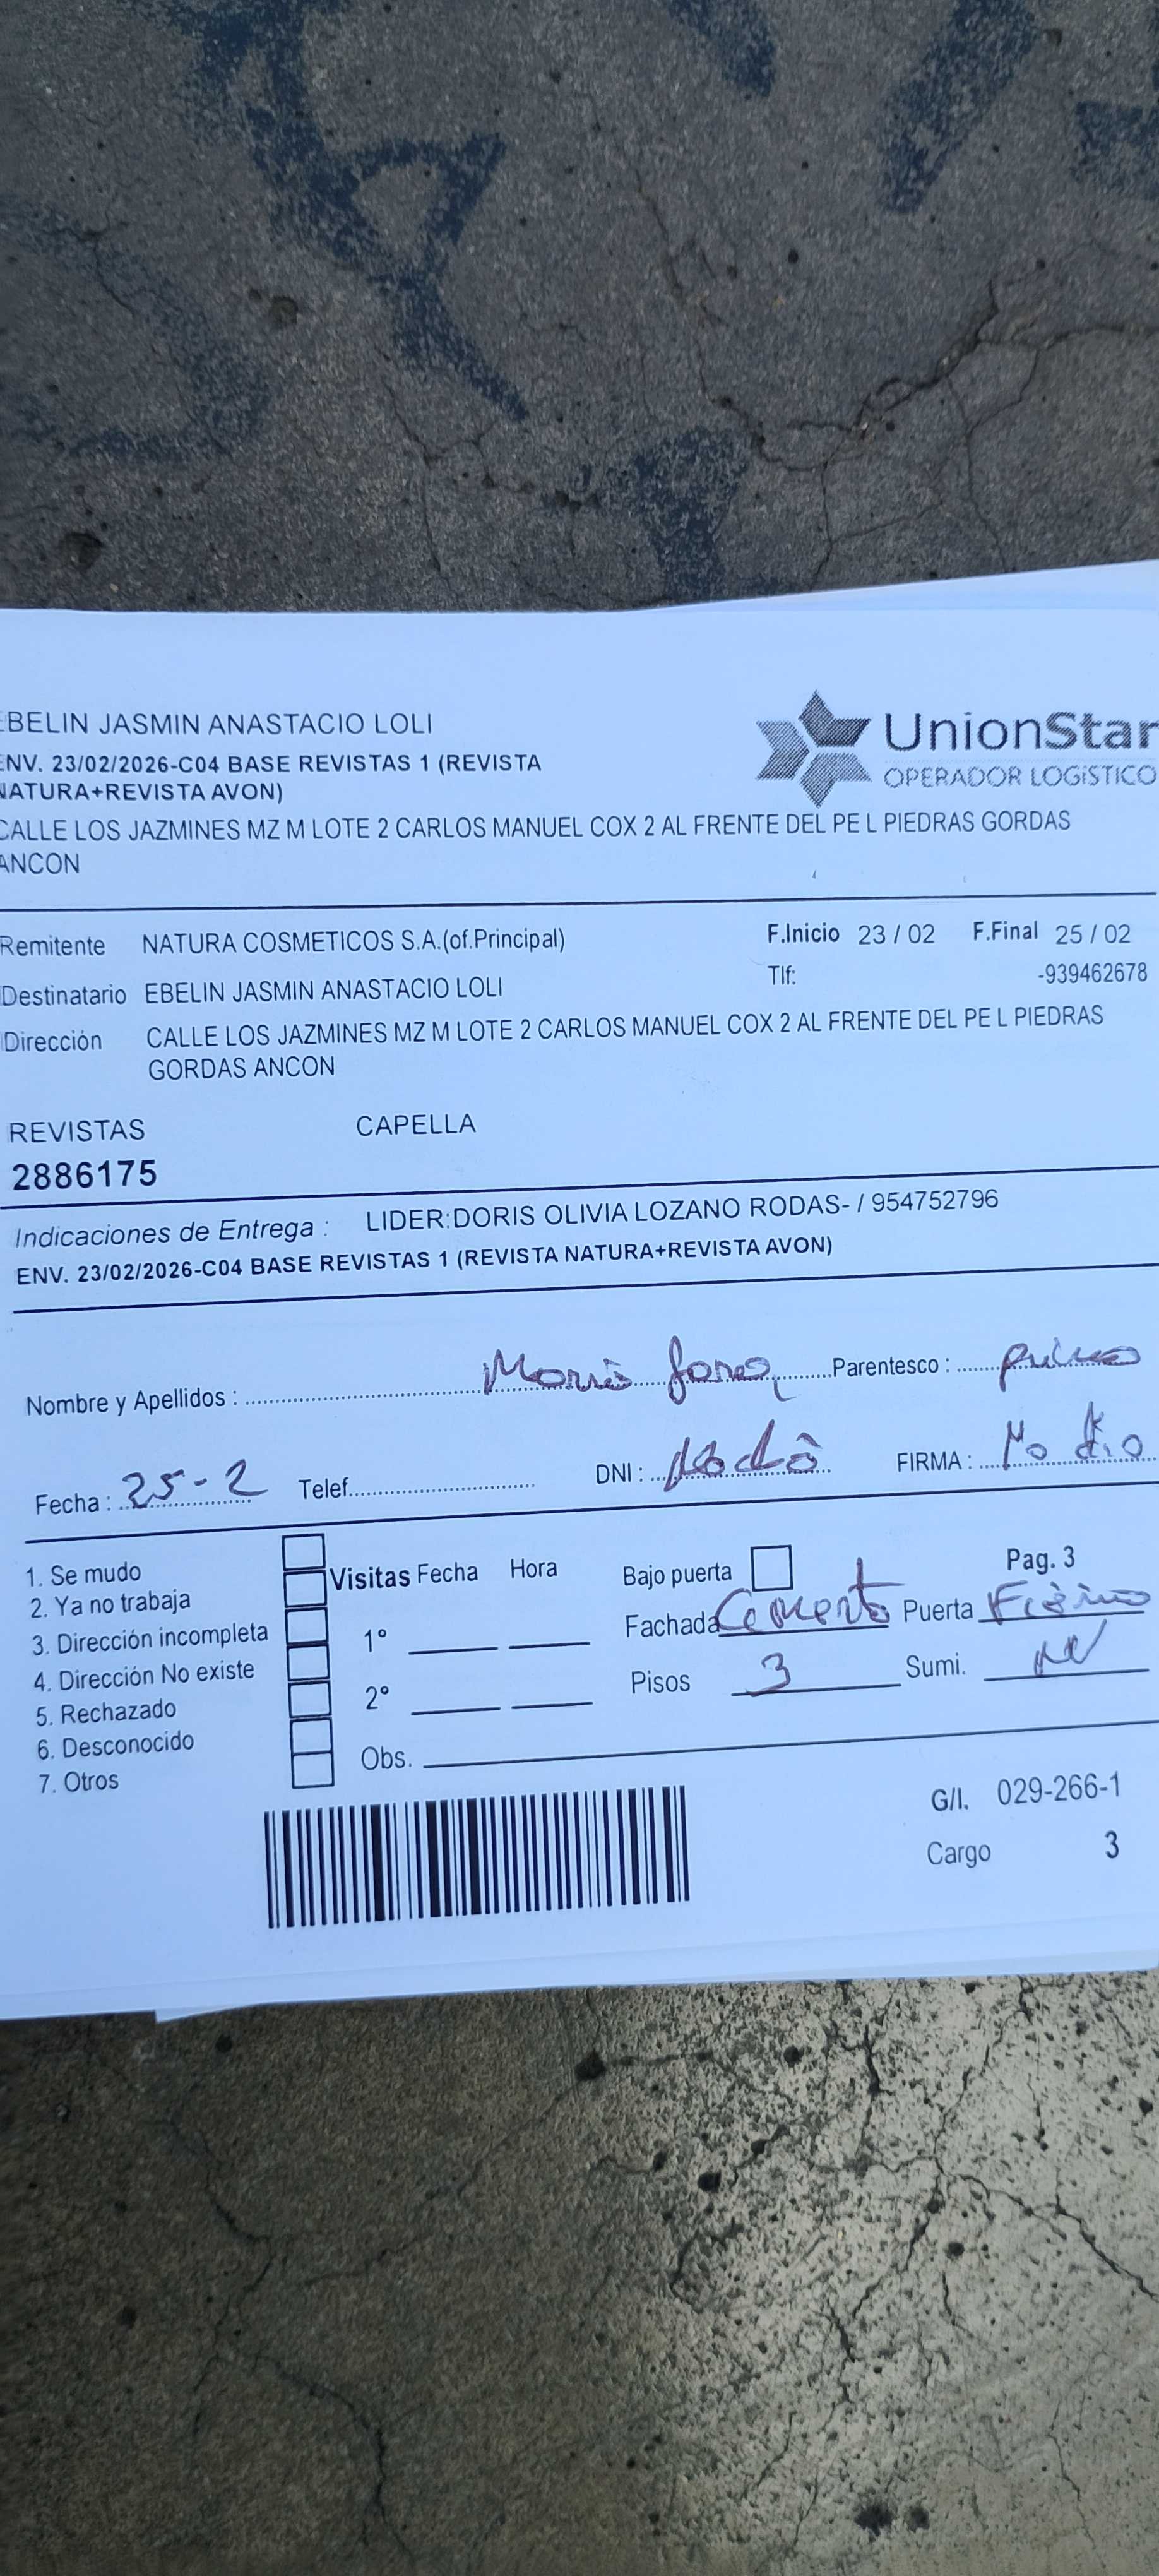 EBELIN JASMIN ANASTACIO LOLI
ENV. 23/02/2026-C04 BASE REVISTAS 1 (REVISTA
NATURA+REVISTA AVON)
CALLE LOS JAZMINES MZ M LOTE 2 CARLOS MANUEL COX 2 AL FRENTE DEL PE L PIEDRAS GORDAS
ANCON
UnionStar
OPERADOR LOGíSTICO
Remitente NATURA COSMETICOS S.A.(of.Principal) F.Inicio 23 / 02 F.Final 25 / 02
Destinatario EBELIN JASMIN ANASTACIO LOLI Tlf: -939462678
Dirección CALLE LOS JAZMINES MZ M LOTE 2 CARLOS MANUEL COX 2 AL FRENTE DEL PE L PIEDRAS
GORDAS ANCON
REVISTAS CAPELLA
2886175
Indicaciones de Entrega : LIDER:DORIS OLIVIA LOZANO RODAS- / 954752796
ENV. 23/02/2026-C04 BASE REVISTAS 1 (REVISTA NATURA+REVISTA AVON)
Nombre y Apellidos : Parentesco :
Fecha : 25-2 Telef. DNI : FIRMA :
1. Se mudo
2. Ya no trabaja
3. Dirección incompleta
4. Dirección No existe
5. Rechazado
6. Desconocido
7. Otros
Visitas Fecha Hora
1°
2°
Obs.
Bajo puerta Pag. 3
Fachada Cemento Puerta
Pisos 3 Sumi.
G/I. 029-266-1
Cargo 3